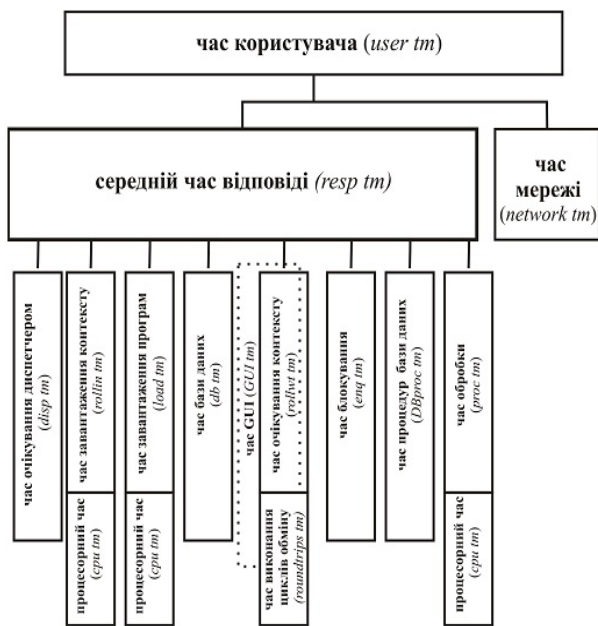 час користувача (user tm)
середній час відповіді (resp tm)
час
мережі
(network tm)
час очікування диспетчером
(disp tm)
час завантаження контексту
(rollin tm)
процесорний час
(cpu tm)
час завантаження програм
(load tm)
процесорний час
(cpu tm)
час бази даних
(db tm)
час GUI (GUI tm)
час очікування контексту
(rollwt tm)
час виконання
циклів обміну
(roundtrips tm)
час блокування
(enq tm)
час процедур бази даних
(DBproc tm)
час обробки
(proc tm)
процесорний час
(cpu tm)